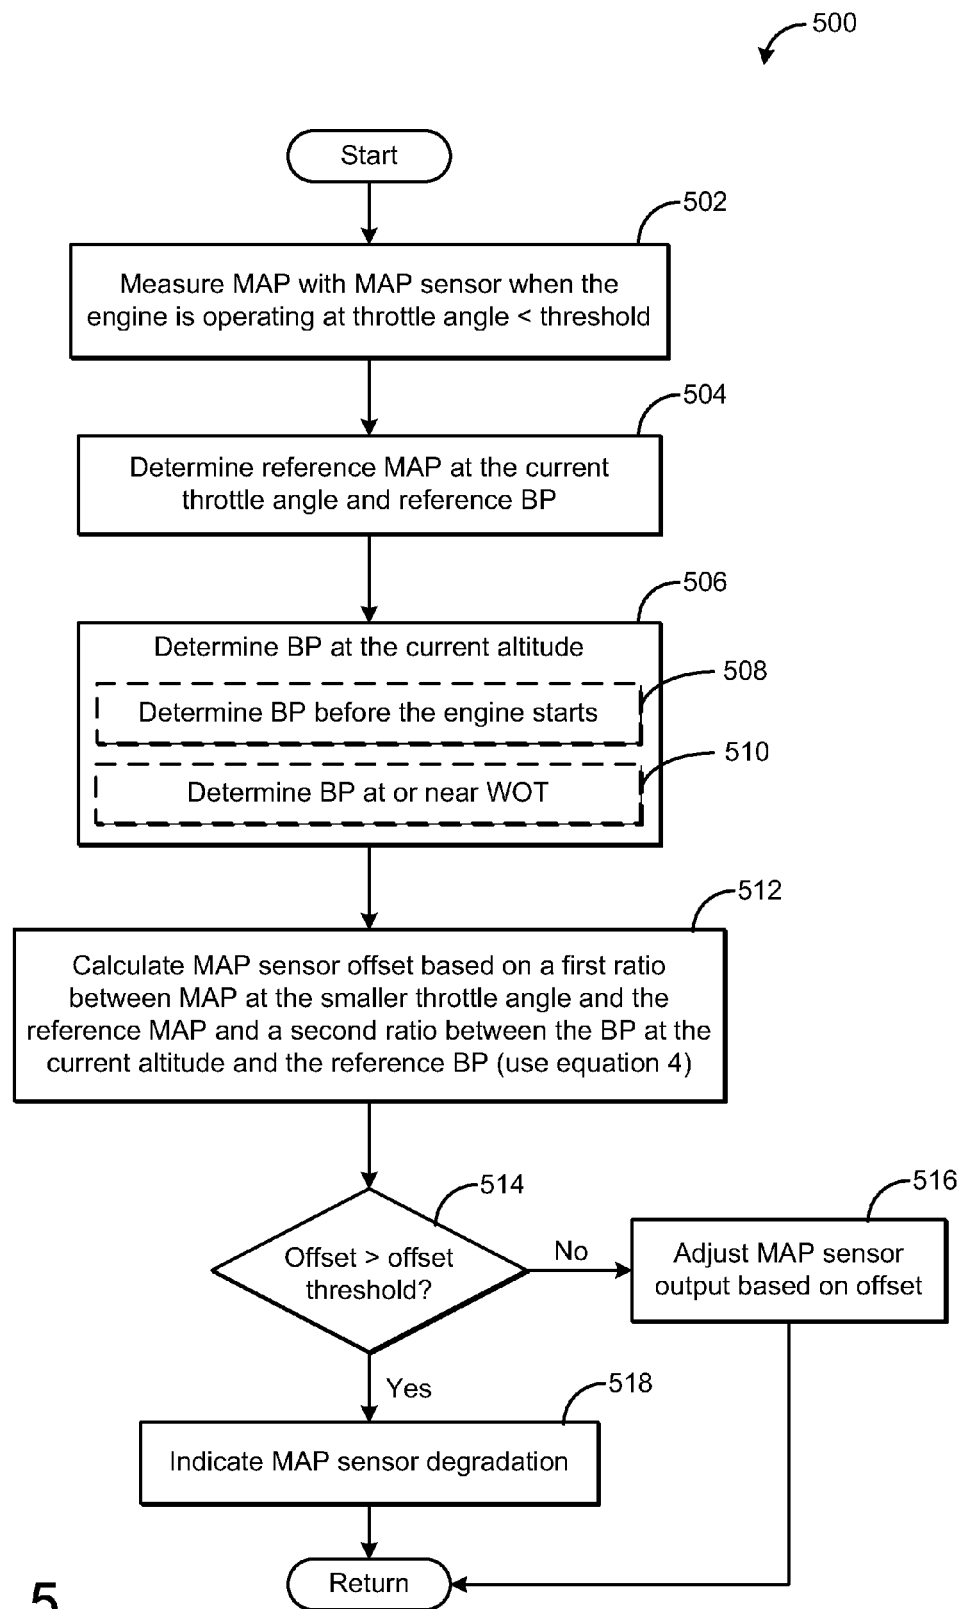 500
Start
502
Measure MAP with MAP sensor when the
engine is operating at throttle angle < threshold
504
Determine reference MAP at the current
throttle angle and reference BP
506
Determine BP at the current altitude
508
Determine BP before the engine starts
510
Determine BP at or near WOT
512
Calculate MAP sensor offset based on a first ratio
between MAP at the smaller throttle angle and the
reference MAP and a second ratio between the BP at the
current altitude and the reference BP (use equation 4)
514
Offset > offset
threshold?
No
516
Adjust MAP sensor
output based on offset
Yes
518
Indicate MAP sensor degradation
Return
5